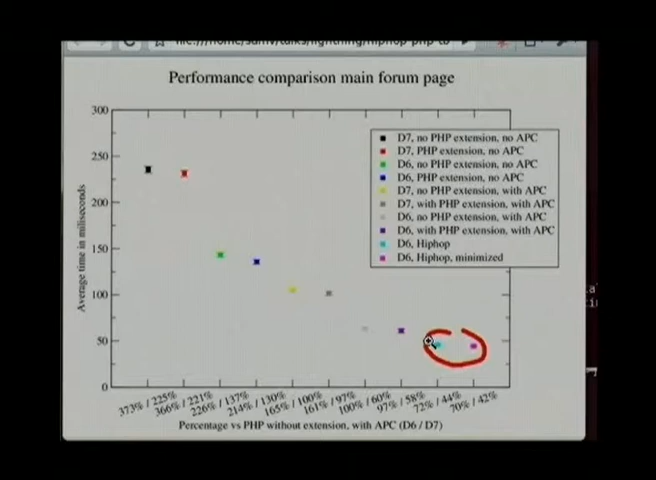 Performance comparison main forum page
300
250
200
150
100
50
0
Average time in miliseconds
D7, no PHP extension, no APC
D7, PHP extension, no APC
D6, no PHP extension, no APC
D6, PHP extension, no APC
D7, no PHP extension, with APC
D7, with PHP extension, with APC
D6, no PHP extension, with APC
D6, with PHP extension, with APC
D6, Hiphop
D6, Hiphop, minimized
373% / 225%
366% / 221%
226% / 137%
214% / 130%
165% / 100%
161% / 97%
100% / 60%
97% / 58%
72% / 44%
70% / 42%
Percentage vs PHP without extension, with APC (D6 / D7)